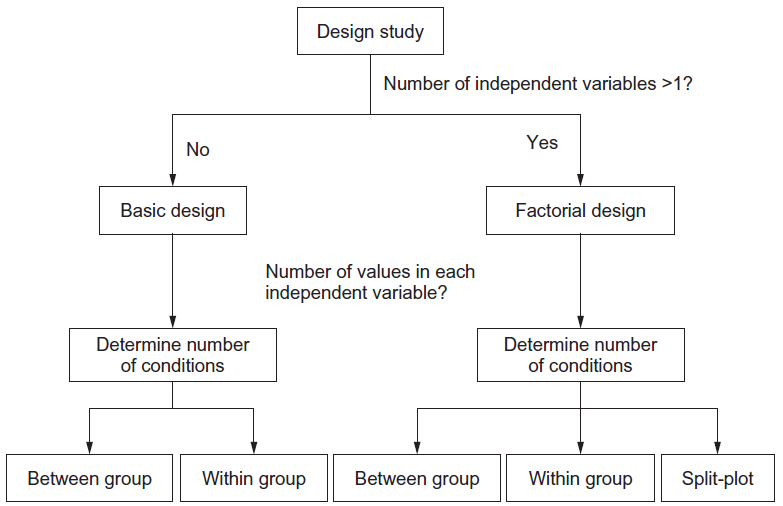 Design study
Number of independent variables >1?
No
Yes
Basic design
Factorial design
Number of values in each
independent variable?
Determine number
of conditions
Determine number
of conditions
Between group
Within group
Between group
Within group
Split-plot